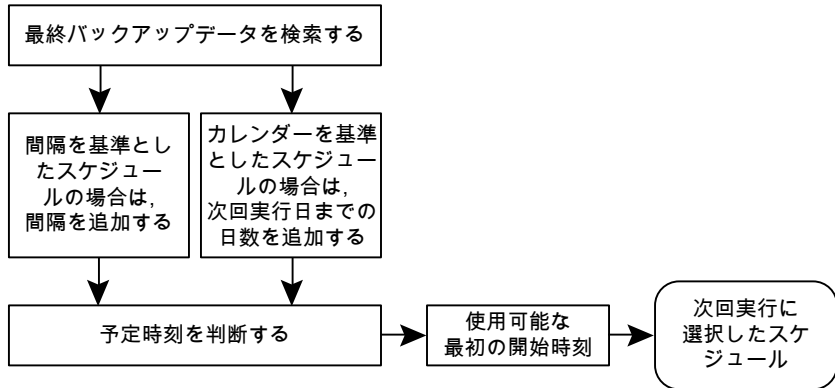 最終バックアップデータを検索する
間隔を基準とし
たスケジュー
ルの場合は,
間隔を追加する
カレンダーを基準
としたスケジュー
ルの場合は,
次回実行日までの
日数を追加する
予定時刻を判断する
使用可能な
最初の開始時刻
次回実行に
選択したスケ
ジュール